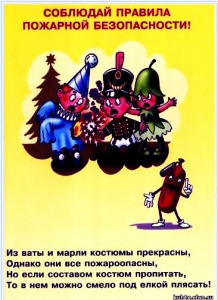 СОБЛЮДАЙ ПРАВИЛА
ПОЖАРНОЙ БЕЗОПАСНОСТИ!
Из ваты и марли костюмы прекрасны,
Однако они все пожароопасны,
Но если составом костюм пропитать,
То в нем можно смело под елкой плясать!